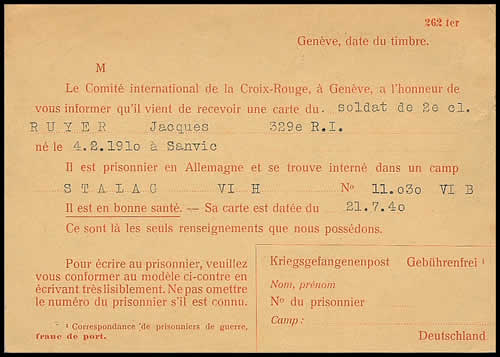 262 ter
Genève, date du timbre.
M
Le Comité international de la Croix-Rouge, à Genève, a l'honneur de
vous informer qu'il vient de recevoir une carte du soldat de 2e cl.
RUYER Jacques 329e R.I.
né le 4.2.1910 à Sanvic
Il est prisonnier en Allemagne et se trouve interné dans un camp
STALAG VI H No 11.030 VI B
Il est en bonne santé. — Sa carte est datée du 21.7.40
Ce sont là les seuls renseignements que nous possédons.
Pour écrire au prisonnier, veuillez
vous conformer au modèle ci-contre en
écrivant très lisiblement. Ne pas omettre
le numéro du prisonnier s'il est connu.
¹ Correspondance de prisonniers de guerre,
franc de port.
Kriegsgefangenenpost Gebührenfrei ¹
Nom, prénom
No du prisonnier
Camp:
Deutschland